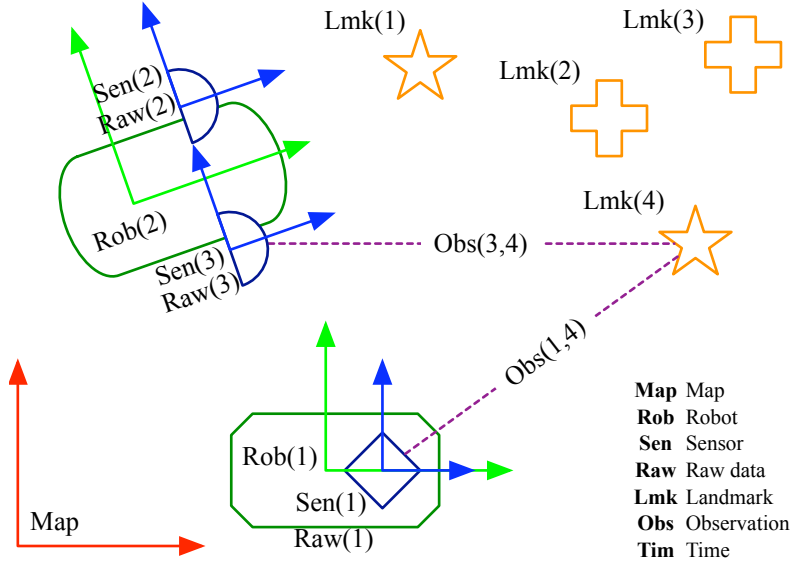 Lmk(1)
Lmk(3)
Lmk(2)
Sen(2)
Raw(2)
Lmk(4)
Rob(2)
Obs(3,4)
Sen(3)
Raw(3)
Obs(1,4)
Rob(1)
Sen(1)
Raw(1)
Map
Map Map
Rob Robot
Sen Sensor
Raw Raw data
Lmk Landmark
Obs Observation
Tim Time